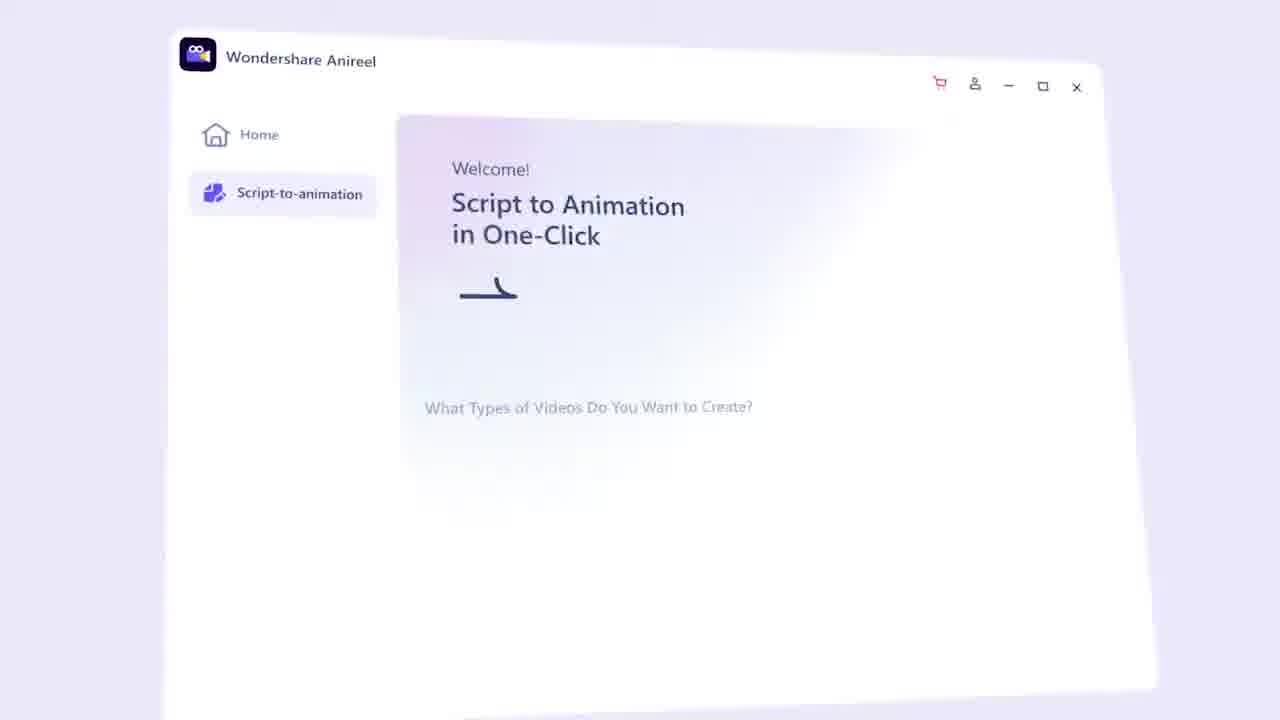 Wondershare Anireel
Home
Script-to-animation
Welcome!
Script to Animation
in One-Click
What Types of Videos Do You Want to Create?